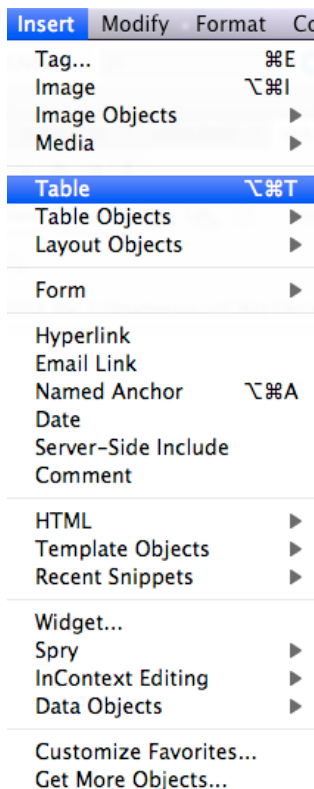 Insert Modify Format Co
Tag... ⌘E
Image ⌥⌘I
Image Objects ▶
Media ▶
Table ⌥⌘T
Table Objects ▶
Layout Objects ▶
Form ▶
Hyperlink
Email Link
Named Anchor ⌥⌘A
Date
Server-Side Include
Comment
HTML ▶
Template Objects ▶
Recent Snippets ▶
Widget...
Spry ▶
InContext Editing ▶
Data Objects ▶
Customize Favorites...
Get More Objects...